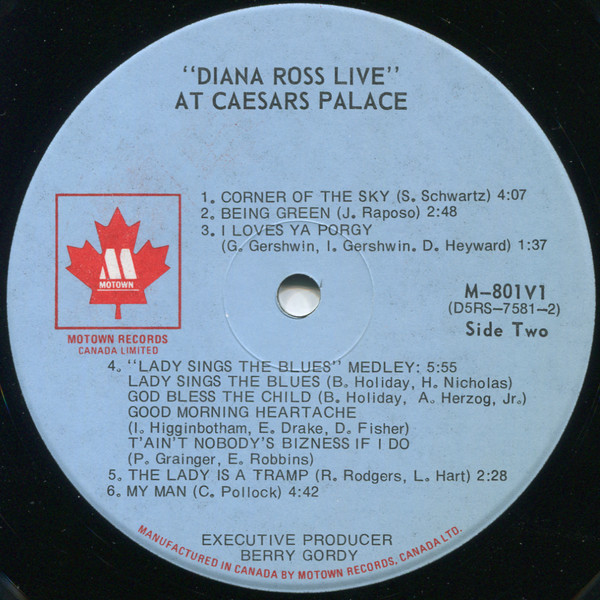 "DIANA ROSS LIVE"
AT CAESARS PALACE
1. CORNER OF THE SKY (S. Schwartz) 4:07
2. BEING GREEN (J. Raposo) 2:48
3. I LOVES YA PORGY
(G. Gershwin, I. Gershwin. D. Heyward) 1:37
M
MOTOWN
MOTOWN RECORDS
CANADA LIMITED
M-801V1
(D5RS-7581-2)
Side Two
4. "LADY SINGS THE BLUES" MEDLEY: 5:55
LADY SINGS THE BLUES (B. Holiday, H. Nicholas)
GOD BLESS THE CHILD (B. Holiday, A. Herzog, Jr.)
GOOD MORNING HEARTACHE
(I. Higginbotham, E. Drake, D. Fisher)
T'AIN'T NOBODY'S BIZNESS IF I DO
(P. Grainger, E. Robbins)
5. THE LADY IS A TRAMP (R. Rodgers, L. Hart) 2:28
6. MY MAN (C. Pollock) 4:42
EXECUTIVE PRODUCER
BERRY GORDY
MANUFACTURED IN CANADA BY MOTOWN RECORDS, CANADA LTD.